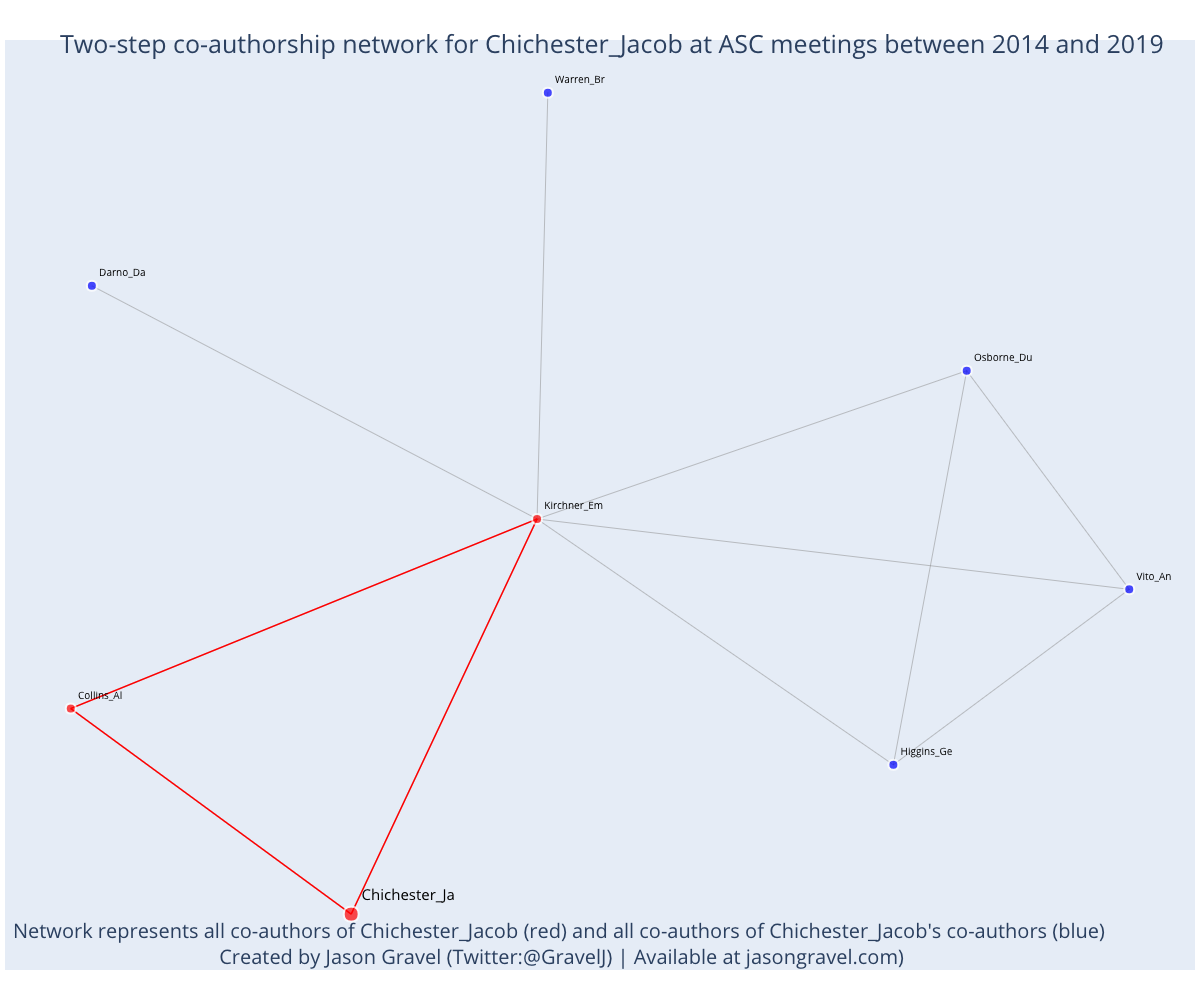 Two-step co-authorship network for Chichester_Jacob at ASC meetings between 2014 and 2019
Warren_Br
Darno_Da
Osborne_Du
Kirchner_Em
Vito_An
Collins_Al
Higgins_Ge
Chichester_Ja
Network represents all co-authors of Chichester_Jacob (red) and all co-authors of Chichester_Jacob's co-authors (blue)
Created by Jason Gravel (Twitter:@GravelJ) | Available at jasongravel.com)